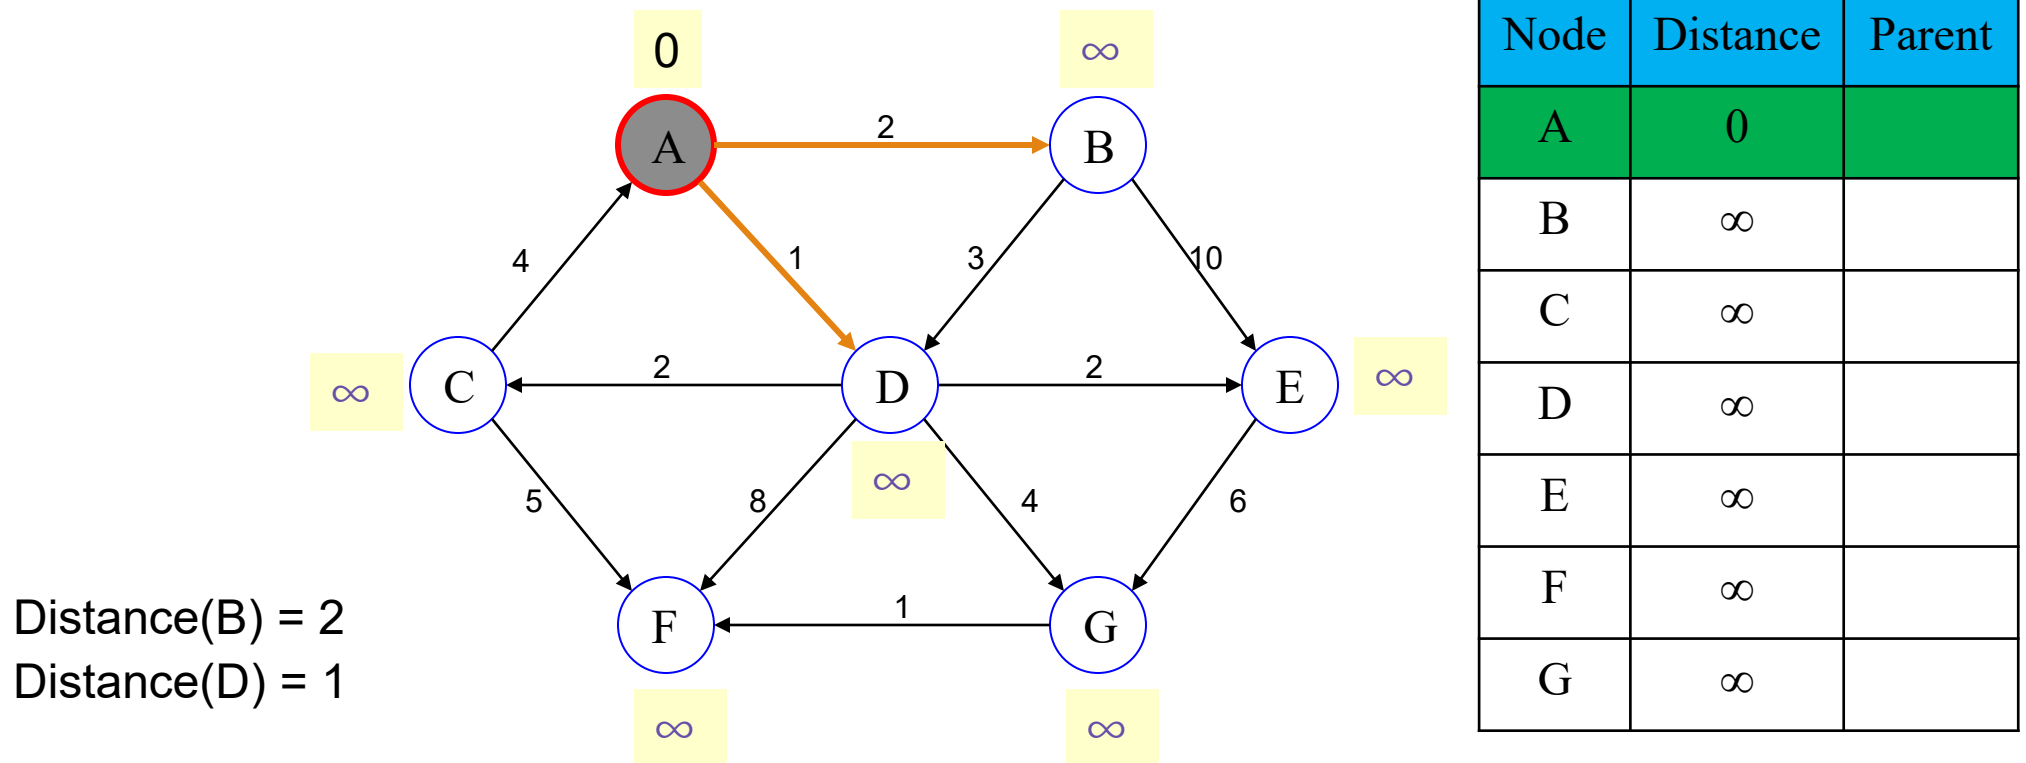 0
∞
A
2
B
4
1
3
10
∞
C
2
D
2
E
∞
∞
5
8
4
6
F
1
G
∞
∞
Distance(B) = 2
Distance(D) = 1
Node Distance Parent
A 0
B ∞
C ∞
D ∞
E ∞
F ∞
G ∞